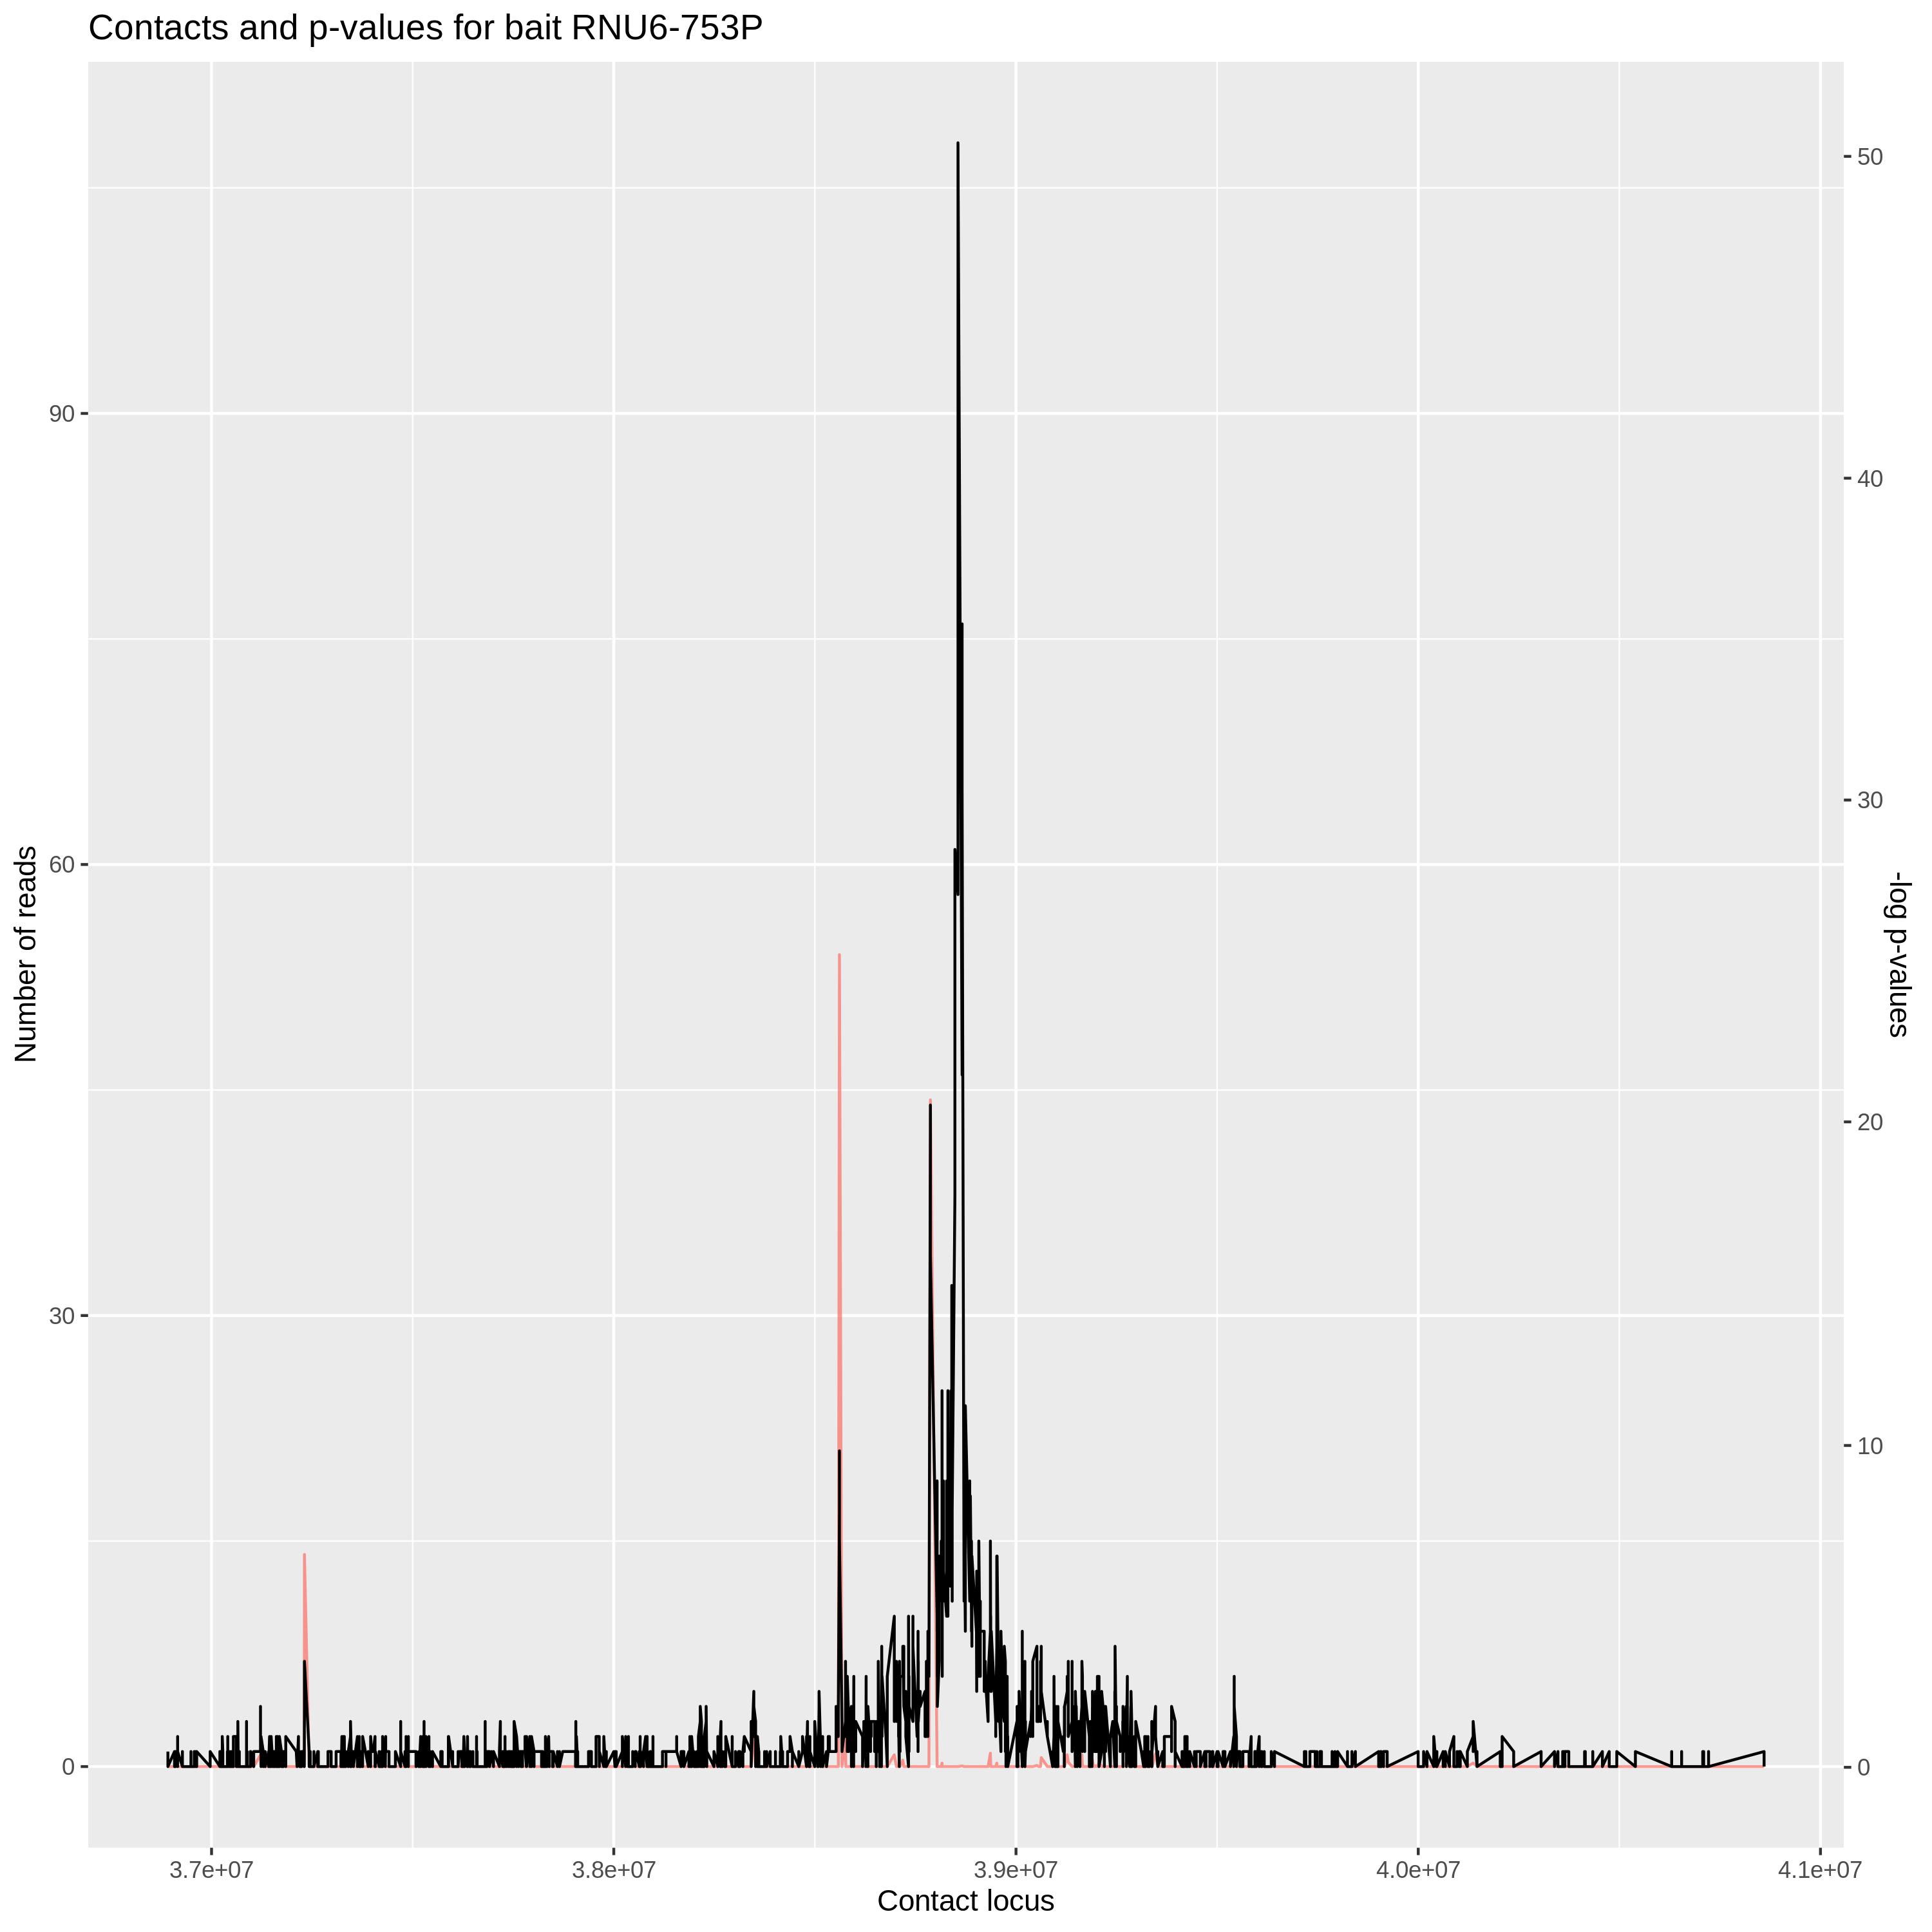 Contacts and p-values for bait RNU6-753P
Number of reads
90
60
30
0
50
40
30
20
10
0
-log p-values
3.7e+07 3.8e+07 3.9e+07 4.0e+07 4.1e+07
Contact locus